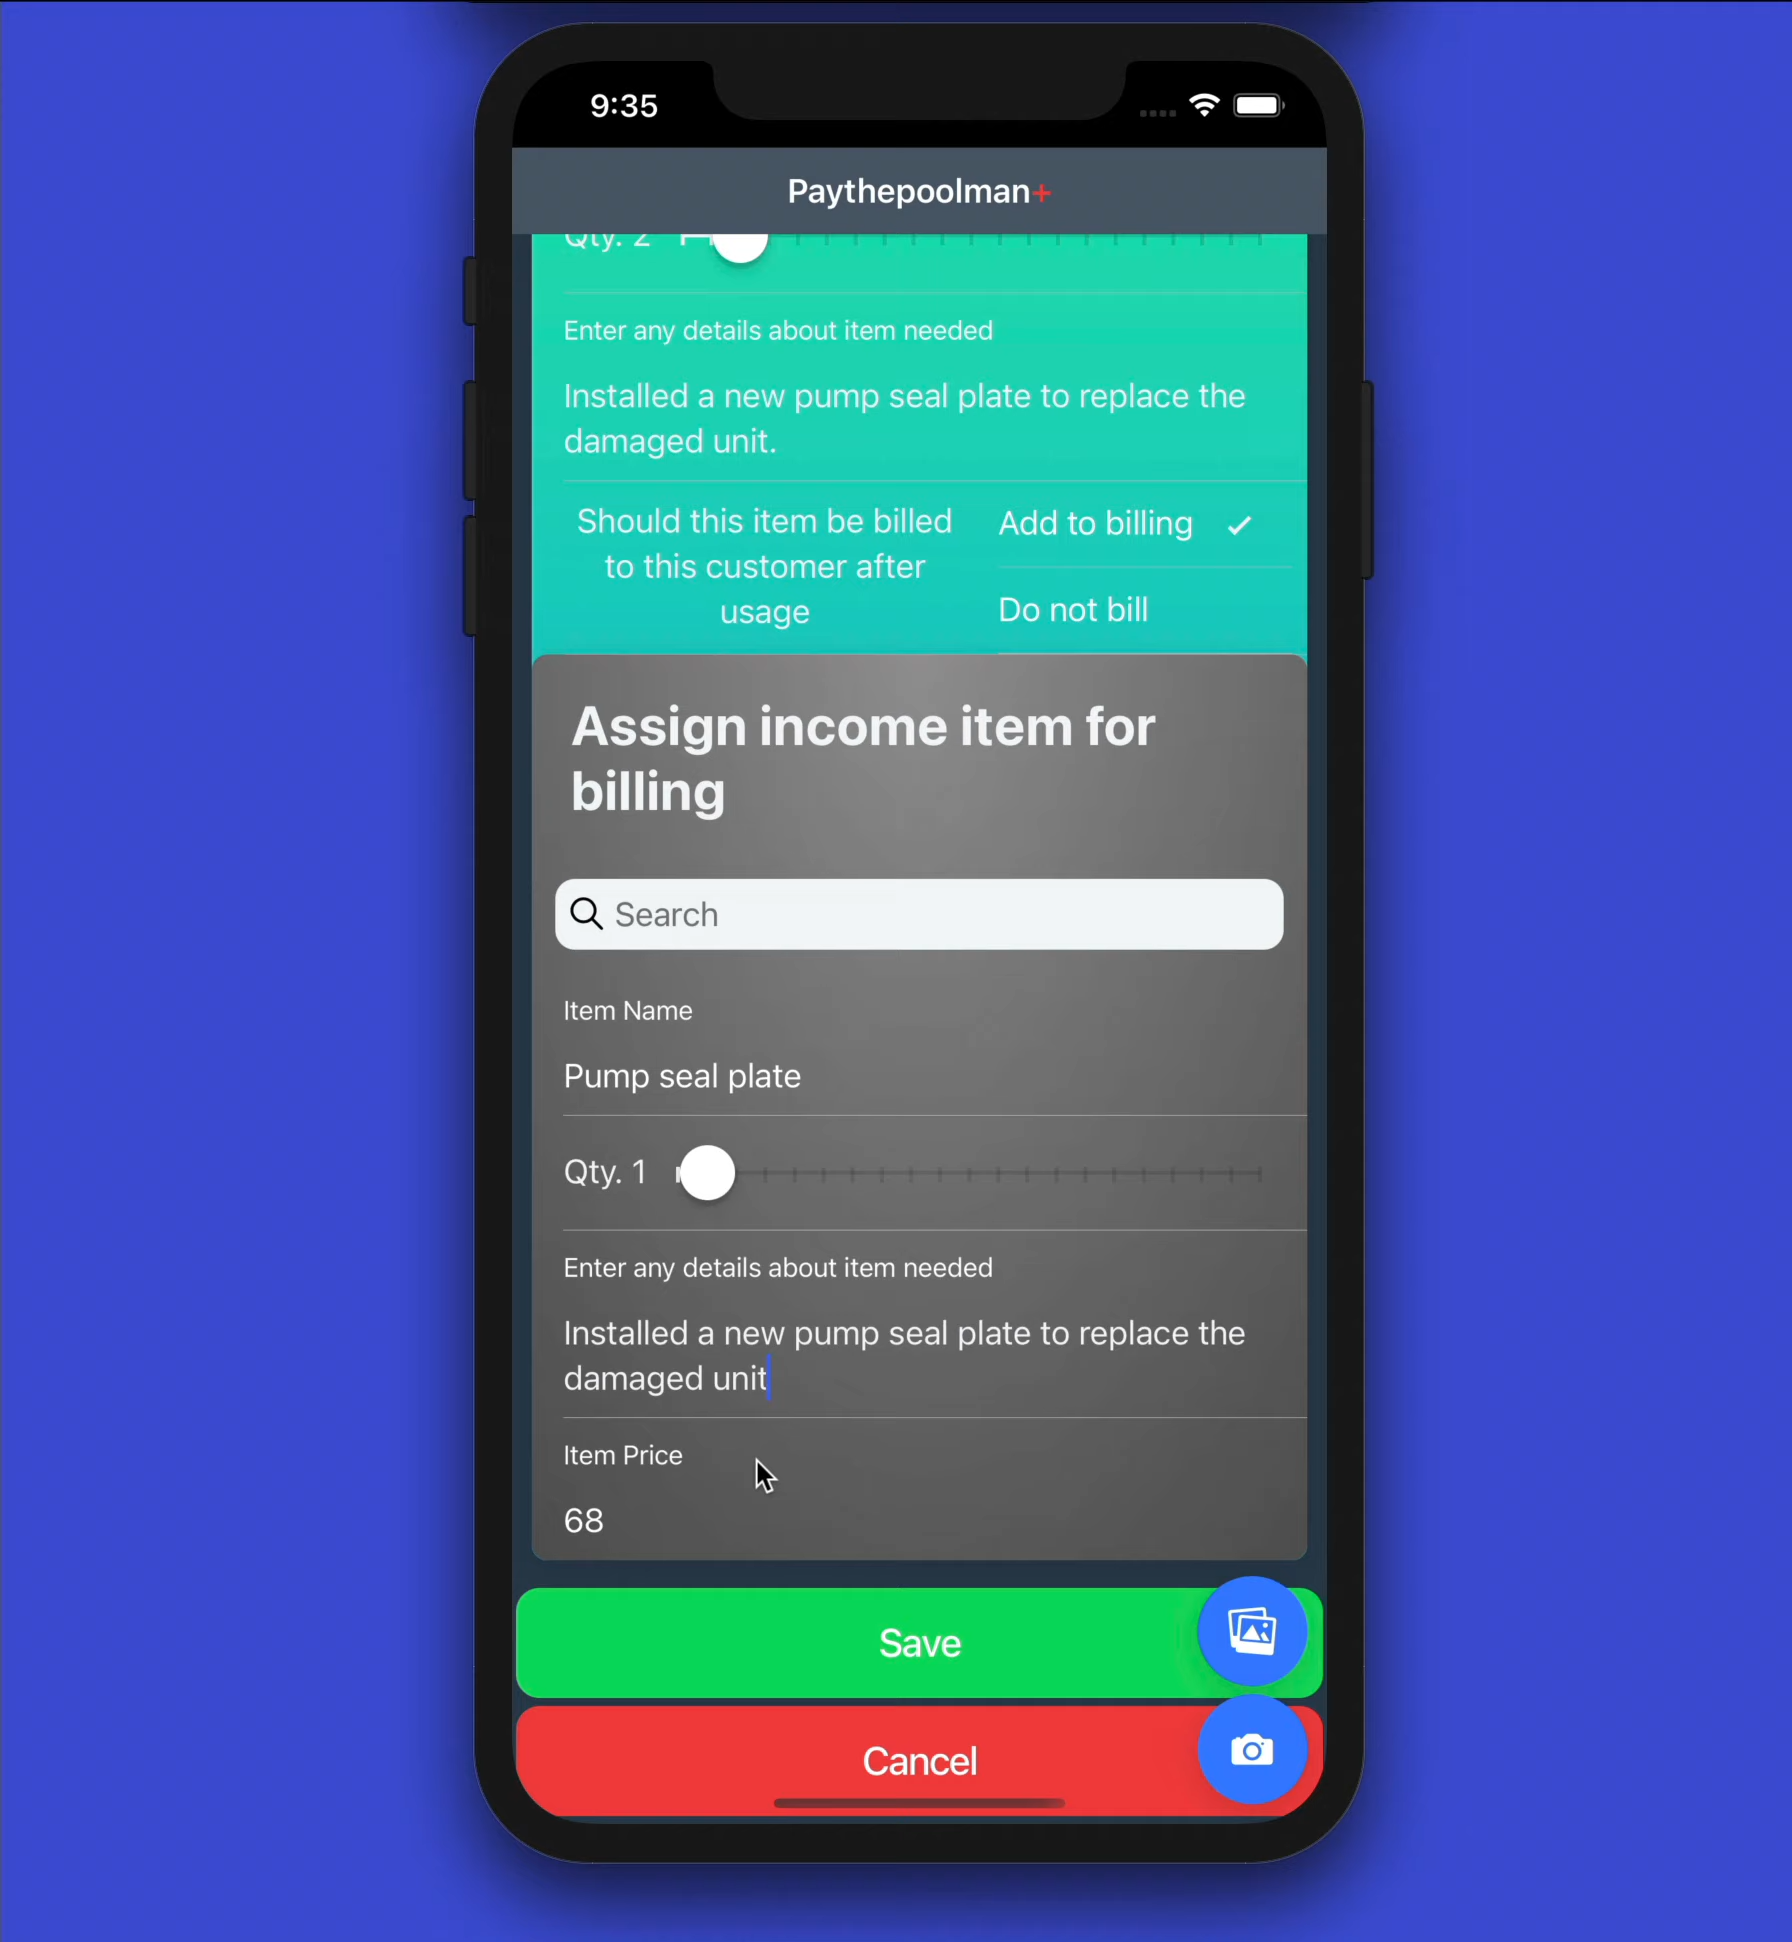 9:35
Paythepoolman+
Qty. 2
Enter any details about item needed
Installed a new pump seal plate to replace the
damaged unit.
Should this item be billed
to this customer after
usage
Add to billing
Do not bill
Assign income item for
billing
Search
Item Name
Pump seal plate
Qty. 1
Enter any details about item needed
Installed a new pump seal plate to replace the
damaged unit
Item Price
68
Save
Cancel